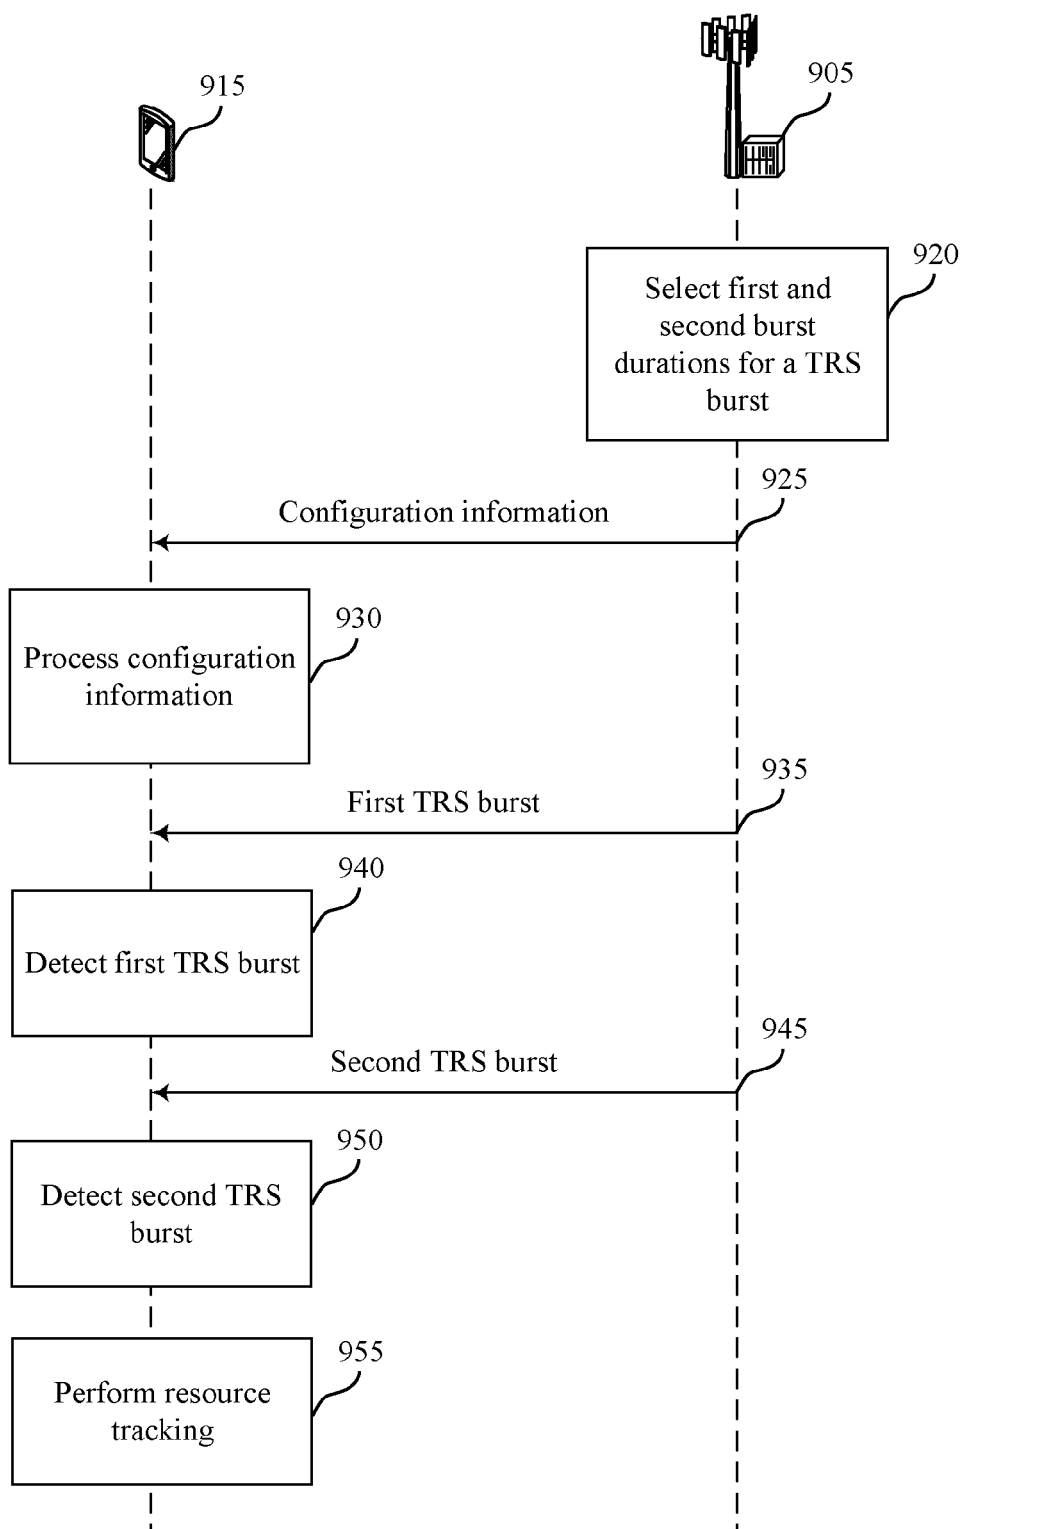 915
905
920
Select first and
second burst
durations for a TRS
burst
925
Configuration information
930
Process configuration
information
935
First TRS burst
940
Detect first TRS burst
945
Second TRS burst
950
Detect second TRS
burst
955
Perform resource
tracking